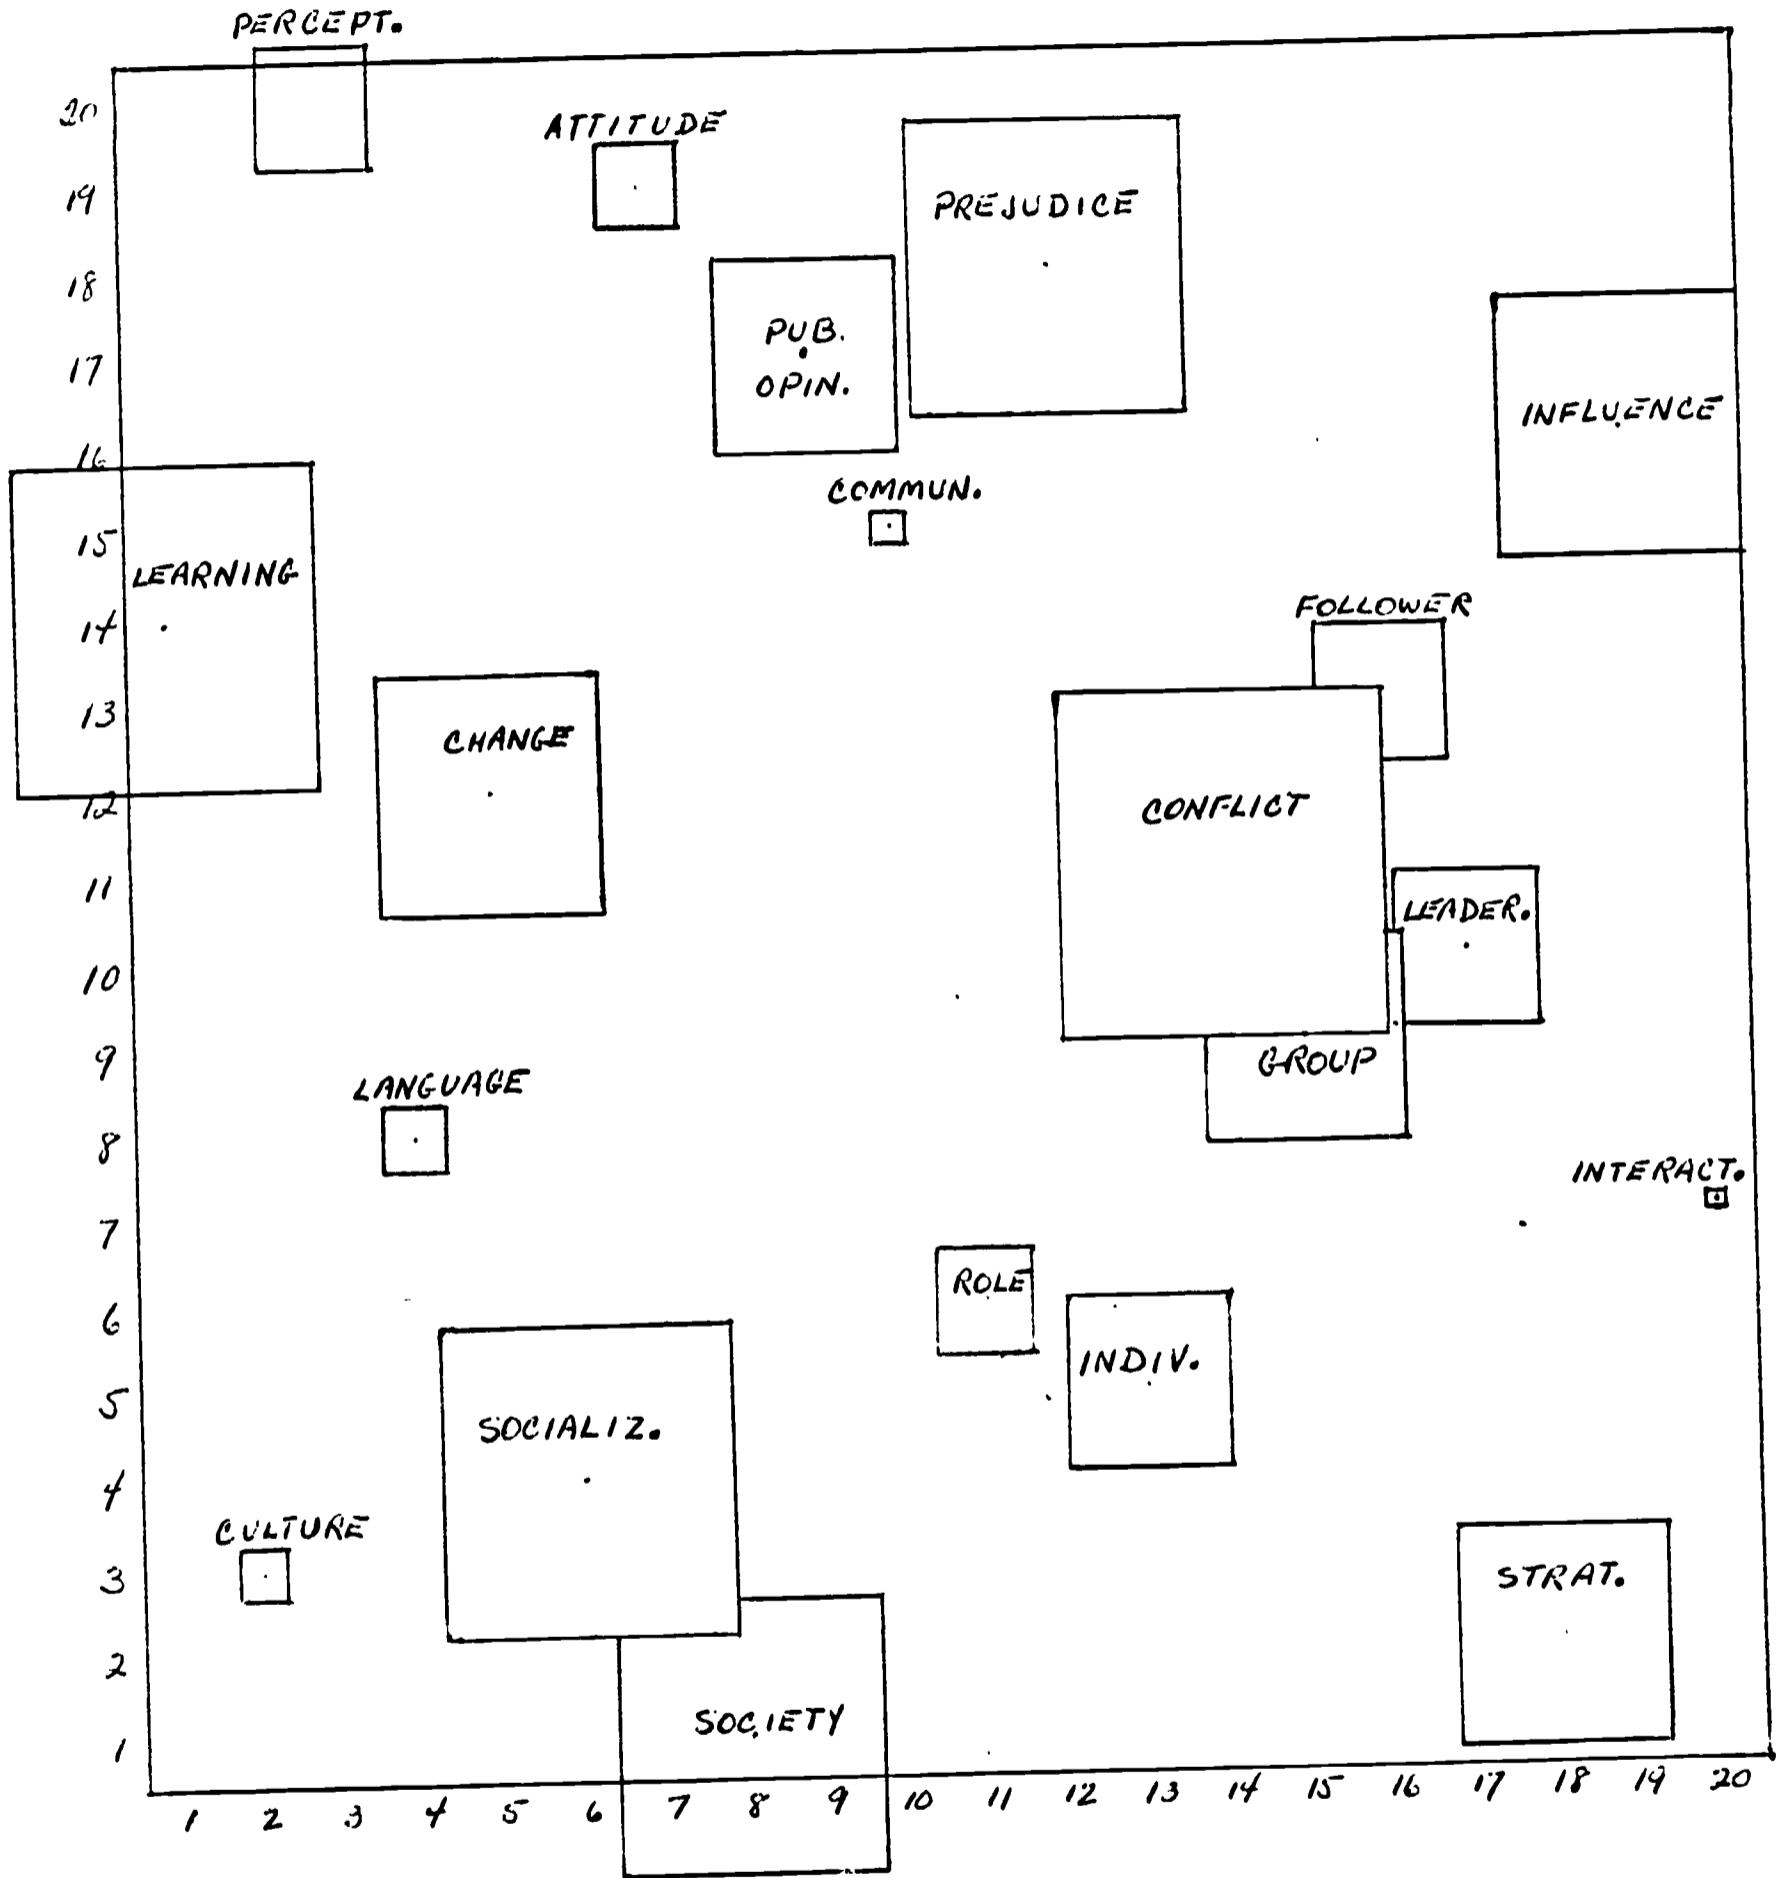 PERCEPT.
20
ATTITUDE
19
PREJUDICE
18
PUB.
OPIN.
17
INFLUENCE
16
COMMUN.
15
LEARNING
14
FOLLOWER
13
CHANGE
CONFLICT
12
11
LEADER.
10
9
GROUP
LANGUAGE
8
INTERACT.
7
ROLE
6
INDIV.
5
SOCIALIZ.
4
CULTURE
3
STRAT.
2
SOCIETY
1
1 2 3 4 5 6 7 8 9 10 11 12 13 14 15 16 17 18 19 20